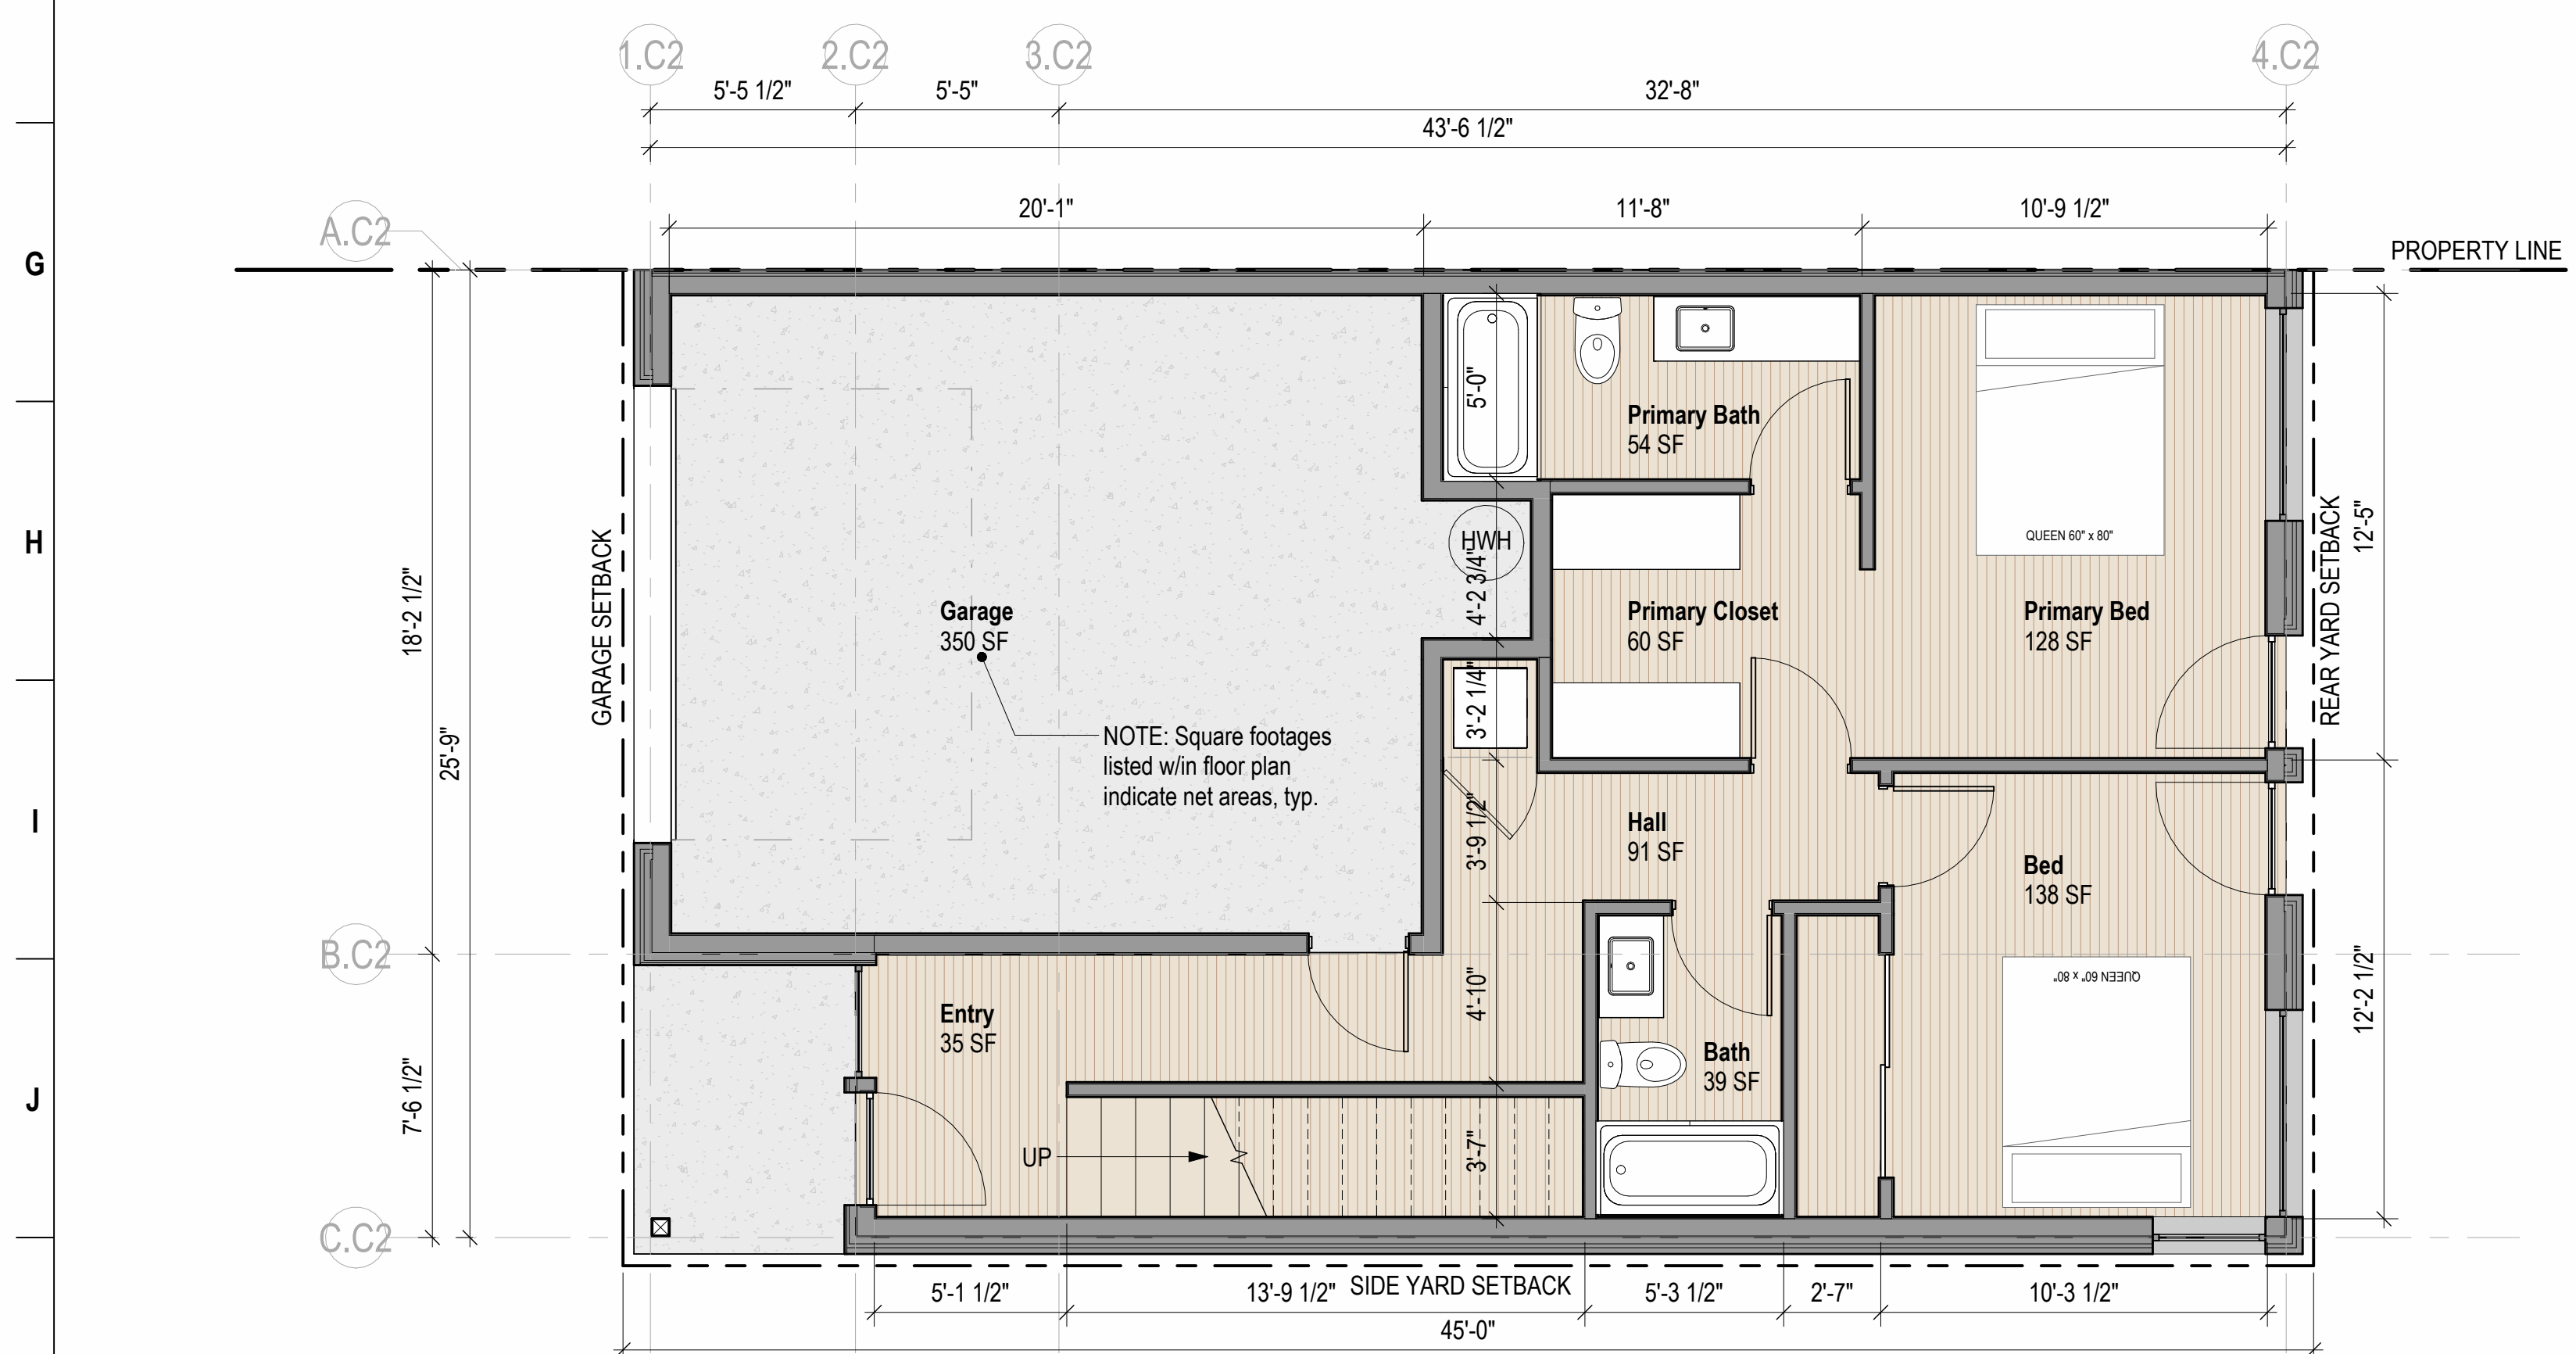 1.C2
2.C2
3.C2
4.C2
5'-5 1/2"
5'-5"
32'-8"
43'-6 1/2"
A.C2
20'-1"
11'-8"
10'-9 1/2"
G
PROPERTY LINE
5'-0"
Primary Bath
54 SF
H
HWH
QUEEN 60" x 80"
GARAGE SETBACK
REAR YARD SETBACK
12'-5"
18'-2 1/2"
4'-2 3/4"
Garage
350 SF
Primary Closet
60 SF
Primary Bed
128 SF
25'-9"
3'-2 1/4"
NOTE: Square footages
listed w/in floor plan
indicate net areas, typ.
I
3'-9 1/2"
Hall
91 SF
Bed
138 SF
B.C2
QUEEN 60" x 80"
4'-10"
12'-2 1/2"
Entry
35 SF
Bath
39 SF
J
7'-6 1/2"
UP
3'-7"
C.C2
SIDE YARD SETBACK
5'-1 1/2"
13'-9 1/2"
5'-3 1/2"
2'-7"
10'-3 1/2"
45'-0"